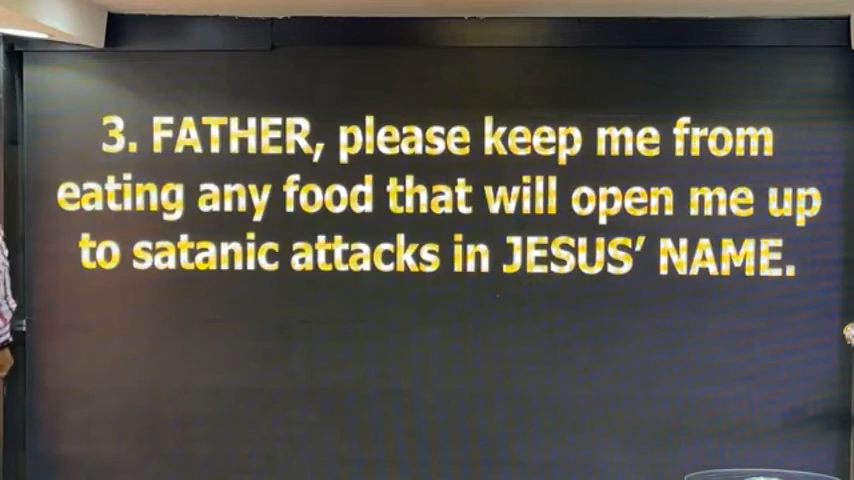 3. FATHER, please keep me from
eating any food that will open me up
to satanic attacks in JESUS’ NAME.